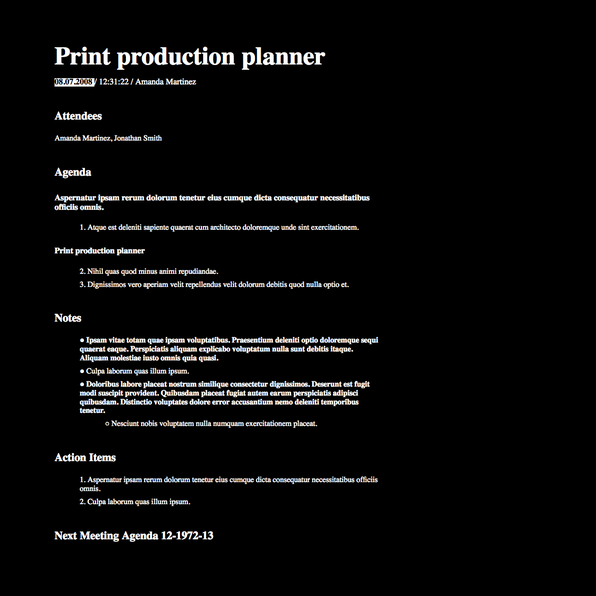 Print production planner
08.07.2008 / 12:31:22 / Amanda Martinez
Attendees
Amanda Martinez, Jonathan Smith
Agenda
Aspernatur ipsam rerum dolorum tenetur eius cumque dicta consequatur necessitatibus
officiis omnis.
1. Atque est deleniti sapiente quaerat cum architecto doloremque unde sint exercitationem.
Print production planner
2. Nihil quas quod minus animi repudiandae.
3. Dignissimos vero aperiam velit repellendus velit dolorum debitis quod nulla optio et.
Notes
● Ipsam vitae totam quae ipsam voluptatibus. Praesentium deleniti optio doloremque sequi
quaerat eaque. Perspiciatis aliquam explicabo voluptatum nulla sunt debitis itaque.
Aliquam molestiae iusto omnis quia quasi.
● Culpa laborum quas illum ipsum.
● Doloribus labore placeat nostrum similique consectetur dignissimos. Deserunt est fugit
modi suscipit provident. Quibusdam placeat fugiat autem earum perspiciatis adipisci
quibusdam. Distinctio voluptates dolore error accusantium nemo deleniti temporibus
tenetur.
○ Nesciunt nobis voluptatem nulla numquam exercitationem placeat.
Action Items
1. Aspernatur ipsam rerum dolorum tenetur eius cumque dicta consequatur necessitatibus officiis
omnis.
2. Culpa laborum quas illum ipsum.
Next Meeting Agenda 12-1972-13